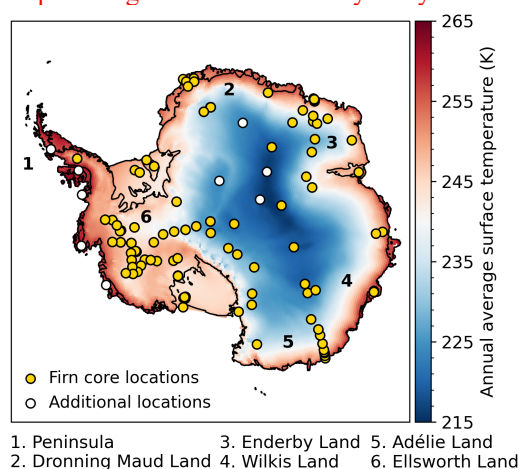 265
255
245
235
225
215
Annual average surface temperature (K)
2
1
3
6
4
5
Firn core locations
Additional locations
1. Peninsula 3. Enderby Land 5. Adélie Land
2. Dronning Maud Land 4. Wilkis Land 6. Ellsworth Land